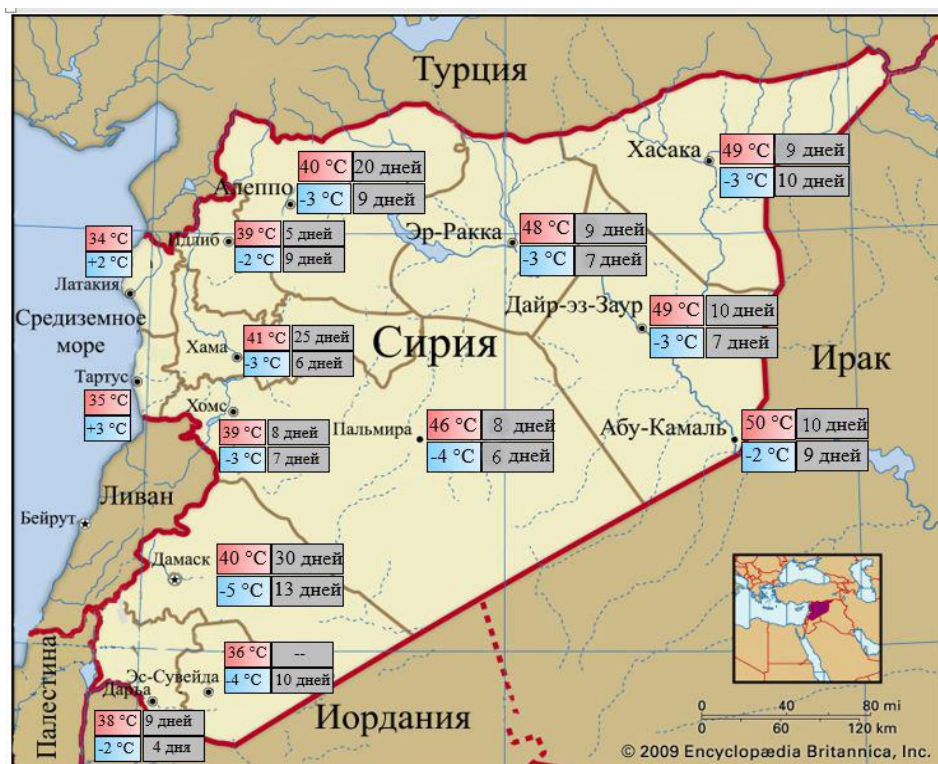 Турция
Хасака
49 °C 9 дней
-3 °C 10 дней
40 °C 20 дней
Алеппо
-3 °C 9 дней
Эр-Ракка
48 °C 9 дней
-3 °C 7 дней
Идлиб
39 °C 5 дней
-2 °C 9 дней
34 °C
+2 °C
Латакия
Дайр-эз-Заур
49 °C 10 дней
-3 °C 7 дней
Средиземное
море
Хама
41 °C 25 дней
-3 °C 6 дней
Сирия
Ирак
Тартус
35 °C
+3 °C
Хомс
39 °C 8 дней
-3 °C 7 дней
Пальмира
46 °C 8 дней
-4 °C 6 дней
Абу-Камаль
50 °C 10 дней
-2 °C 9 дней
Ливан
Бейрут
Дамаск
40 °C 30 дней
-5 °C 13 дней
36 °C --
-4 °C 10 дней
Эс-Сувейда
Даръа
38 °C 9 дней
-2 °C 4 дня
Палестина
Иордания
0 40 80 mi
0 60 120 km
© 2009 Encyclopædia Britannica, Inc.